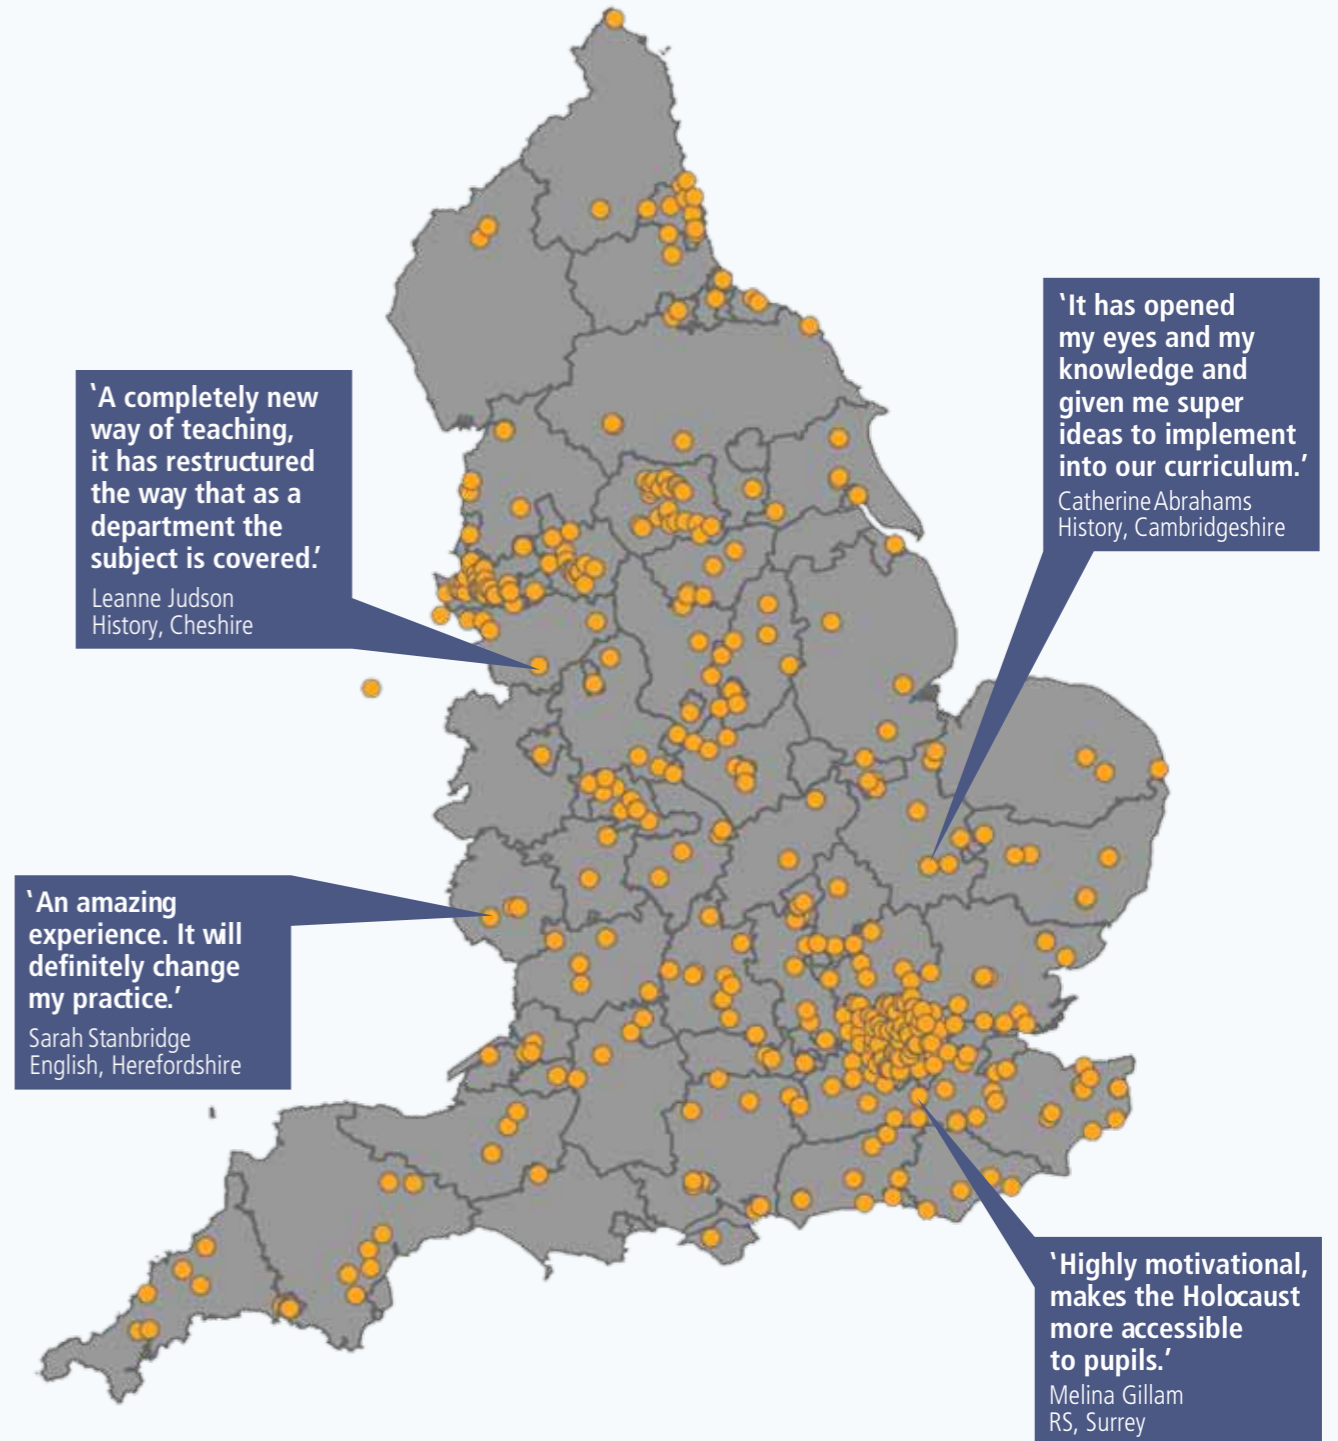 ‘A completely new
way of teaching,
it has restructured
the way that as a
department the
subject is covered.’
Leanne Judson
History, Cheshire
‘It has opened
my eyes and my
knowledge and
given me super
ideas to implement
into our curriculum.’
Catherine Abrahams
History, Cambridgeshire
‘An amazing
experience. It will
definitely change
my practice.’
Sarah Stanbridge
English, Herefordshire
‘Highly motivational,
makes the Holocaust
more accessible
to pupils.’
Melina Gillam
RS, Surrey